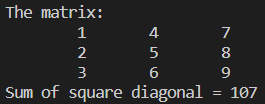 The matrix:
1 4 7
2 5 8
3 6 9
Sum of square diagonal = 107